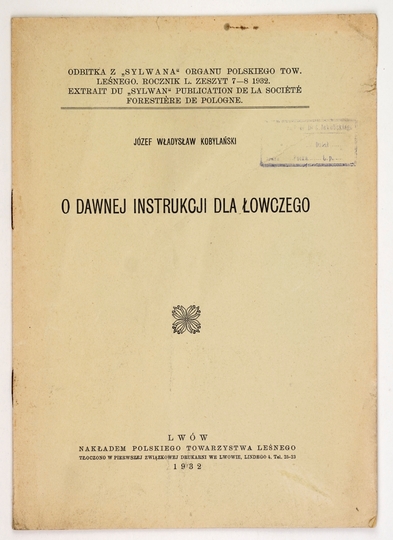 ODBITKA Z „SYLWANA“ ORGANU POLSKIEGO TOW.
LEŚNEGO. ROCZNIK L. ZESZYT 7—8 1932.
EXTRAIT DU „SYLWAN“ PUBLICATION DE LA SOCIÉTÉ
FORESTIÈRE DE POLOGNE.
JÓZEF WŁADYSŁAW KOBYLAŃSKI
O DAWNEJ INSTRUKCJI DLA ŁOWCZEGO
LWÓW
NAKŁADEM POLSKIEGO TOWARZYSTWA LEŚNEGO
TŁOCZONO W PIERWSZEJ ZWIĄZKOWEJ DRUKARNI WE LWOWIE, LINDEGO 4. Tel. 25-23
1932